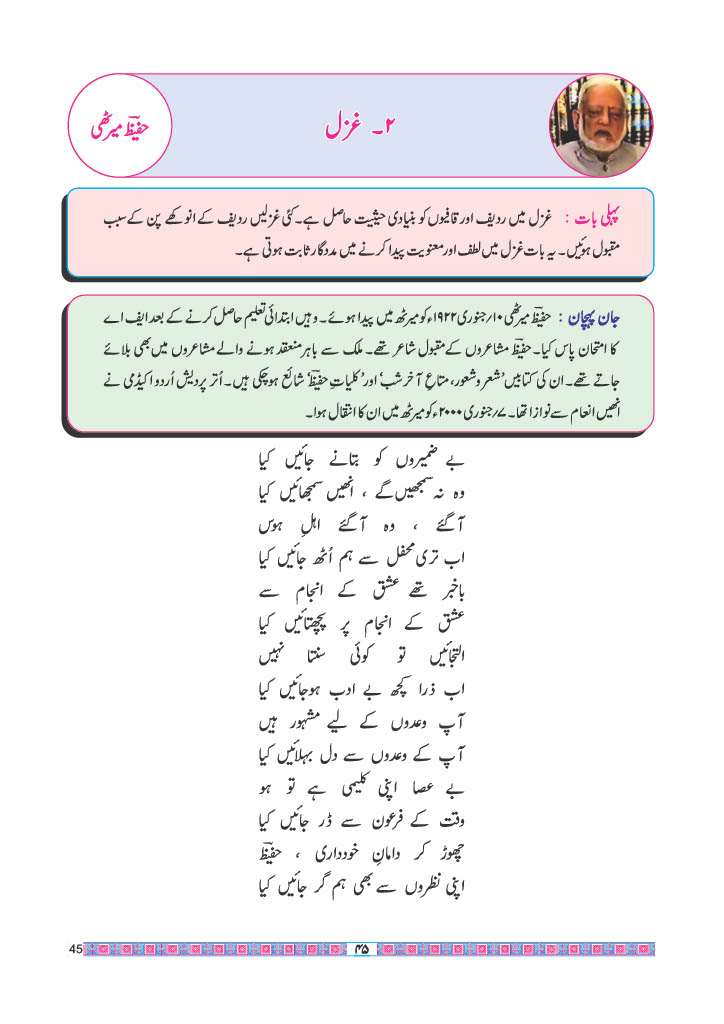 ۲۔ غزل
حفیظؔ میرٹھی
پہلی بات : غزل میں ردیف اور قافیوں کو بنیادی حیثیت حاصل ہے۔ کئی غزلیں ردیف کے انوکھے پن کے سبب
مقبول ہوئیں۔ یہ بات غزل میں لطف اور معنویت پیدا کرنے میں مددگار ثابت ہوتی ہے۔
جان پہچان : حفیظؔ میرٹھی ۱۰؍جنوری ۱۹۲۲ء کو میرٹھ میں پیدا ہوئے۔ وہیں ابتدائی تعلیم حاصل کرنے کے بعد ایف اے
کا امتحان پاس کیا۔ حفیظؔ مشاعروں کے مقبول شاعر تھے۔ ملک سے باہر منعقد ہونے والے مشاعروں میں بھی بلائے
جاتے تھے۔ ان کی کتابیں ’شعر و شعور، متاعِ آخر شب‘ اور ’کلیاتِ حفیظؔ‘ شائع ہوچکی ہیں۔ اُتر پردیش اُردو اکیڈمی نے
انھیں انعام سے نوازا تھا۔ ۷؍جنوری ۲۰۰۰ء کو میرٹھ میں ان کا انتقال ہوا۔
بے ضمیروں کو بتانے جائیں کیا
وہ نہ سمجھیں گے ، انھیں سمجھائیں کیا
آگئے ، وہ آگئے اہلِ ہوس
اب تری محفل سے ہم اُٹھ جائیں کیا
باخبر تھے عشق کے انجام سے
عشق کے انجام پر پچھتائیں کیا
التجائیں تو کوئی سنتا نہیں
اب ذرا کچھ بے ادب ہوجائیں کیا
آپ وعدوں کے لیے مشہور ہیں
آپ کے وعدوں سے دل بہلائیں کیا
بے عصا اپنی کلیمی ہے تو ہو
وقت کے فرعون سے ڈر جائیں کیا
چھوڑ کر دامانِ خودداری ، حفیظؔ
اپنی نظروں سے بھی ہم گر جائیں کیا
45
۴۵